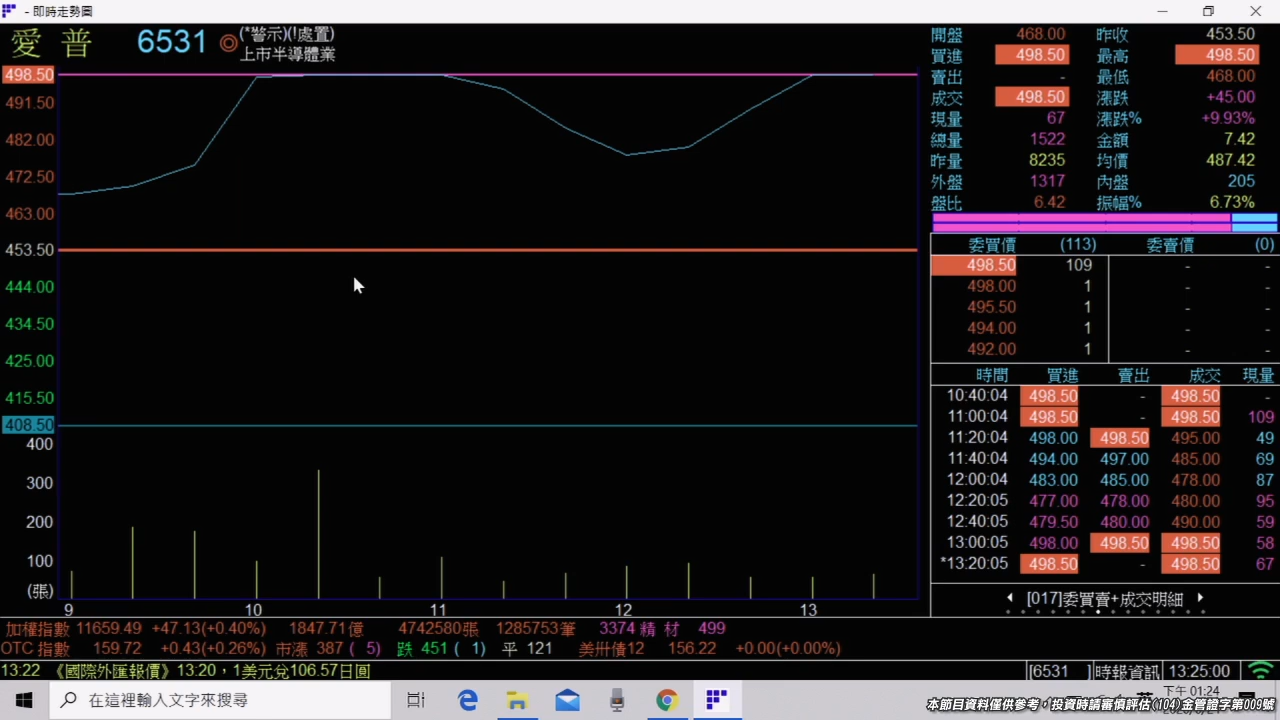 - 即時走勢圖
愛 普 6531 ◎(*警示)(!處置)
上市半導體業
498.50
491.50
482.00
472.50
463.00
453.50
444.00
434.50
425.00
415.50
408.50
400
300
200
100
(張)
9 10 11 12 13
開盤 468.00 昨收 453.50
買進 498.50 最高 498.50
賣出 - 最低 468.00
成交 498.50 漲跌 +45.00
現量 67 漲跌% +9.93%
總量 1522 金額 7.42
昨量 8235 均價 487.42
外盤 1317 內盤 205
盤比 6.42 振幅% 6.73%
委買價 (113) 委賣價 (0)
498.50 109 - -
498.00 1 - -
495.50 1 - -
494.00 1 - -
492.00 1 - -
時間 買進 賣出 成交 現量
10:40:04 498.50 - 498.50 -
11:00:04 498.50 - 498.50 109
11:20:04 498.00 498.50 495.00 49
11:40:04 494.00 497.00 485.00 69
12:00:04 483.00 485.00 478.00 87
12:20:05 477.00 478.00 480.00 95
12:40:05 479.50 480.00 490.00 59
13:00:05 498.00 498.50 498.50 58
*13:20:05 498.50 - 498.50 67
[017]委買賣+成交明細
加權指數 11659.49 +47.13(+0.40%) 1847.71億 4742580張 1285753筆 3374 精 材 499
OTC 指數 159.72 +0.43(+0.26%) 市漲 387 ( 5) 跌 451 ( 1) 平 121 美卅債12 156.22 +0.00(+0.00%)
13:22 《國際外匯報價》13:20，1美元兌106.57日圓 [6531 ]時報資訊 13:25:00
在這裡輸入文字來搜尋
下午 01:24
本節目資料僅供參考，投資時請審慎評估(104)金管證字第009號